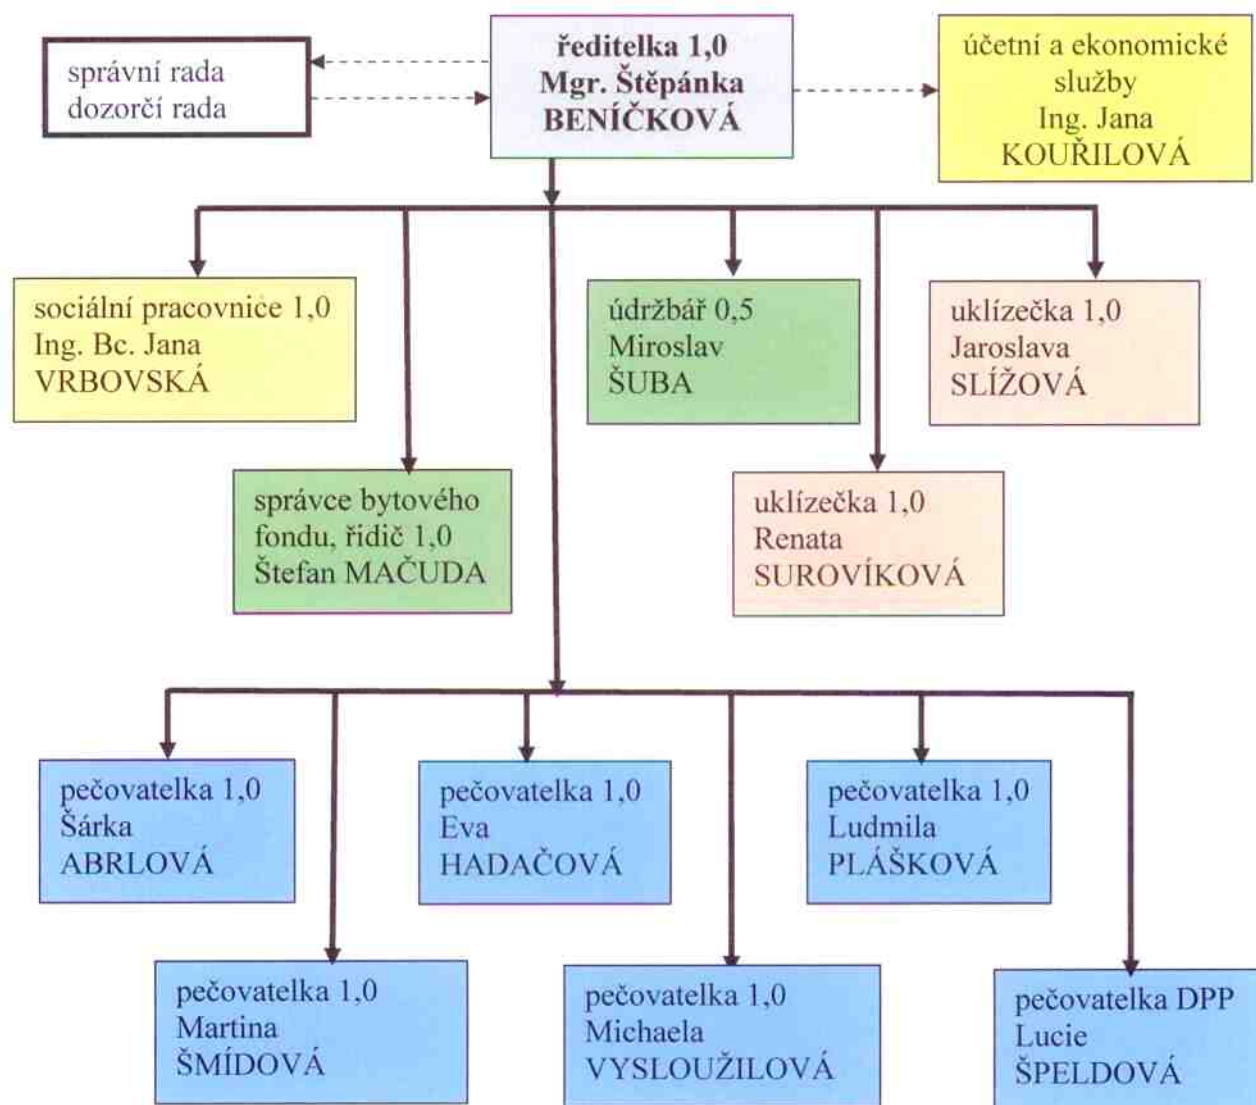 správní rada
dozorčí rada
ředitelka 1,0
Mgr. Štěpánka
BENÍČKOVÁ
účetní a ekonomické
služby
Ing. Jana
KOUŘILOVÁ
sociální pracovnice 1,0
Ing. Bc. Jana
VRBOVSKÁ
údržbář 0,5
Miroslav
ŠUBA
uklízečka 1,0
Jaroslava
SLÍŽOVÁ
správce bytového
fondu, řidič 1,0
Štefan MAČUDA
uklízečka 1,0
Renata
SUROVÍKOVÁ
pečovatelka 1,0
Šárka
ABRLOVÁ
pečovatelka 1,0
Eva
HADAČOVÁ
pečovatelka 1,0
Ludmila
PLÁŠKOVÁ
pečovatelka 1,0
Martina
ŠMÍDOVÁ
pečovatelka 1,0
Michaela
VYSLOUŽILOVÁ
pečovatelka DPP
Lucie
ŠPELDOVÁ